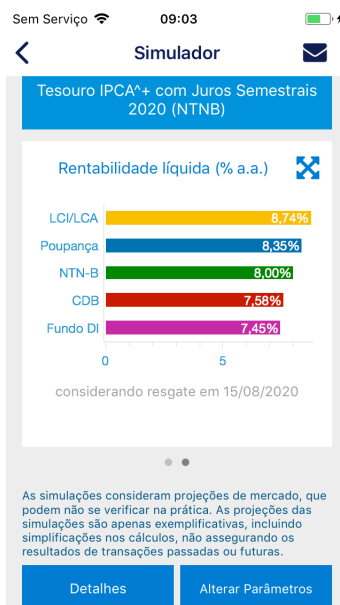 Sem Serviço 09:03
Simulador
Tesouro IPCA^+ com Juros Semestrais
2020 (NTNB)
Rentabilidade líquida (% a.a.)
LCI/LCA 8,74%
Poupança 8,35%
NTN-B 8,00%
CDB 7,58%
Fundo DI 7,45%
0 5
considerando resgate em 15/08/2020
As simulações consideram projeções de mercado, que
podem não se verificar na prática. As projeções das
simulações são apenas exemplificativas, incluindo
simplificações nos cálculos, não assegurando os
resultados de transações passadas ou futuras.
Detalhes Alterar Parâmetros